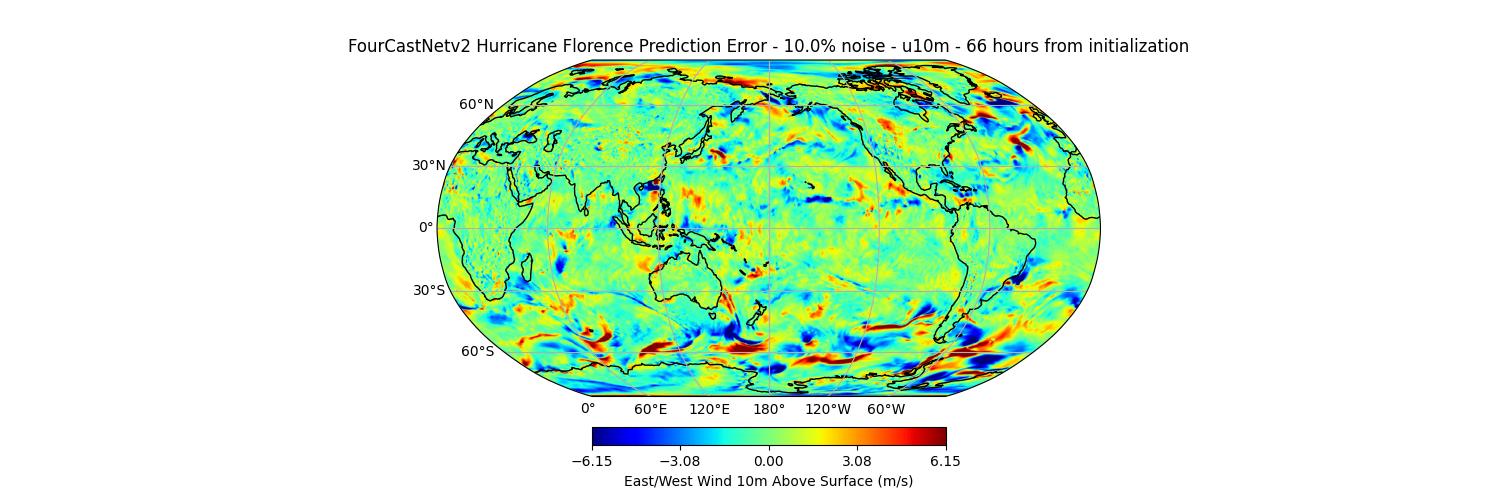 FourCastNetv2 Hurricane Florence Prediction Error - 10.0% noise - u10m - 66 hours from initialization
60°N
30°N
0°
30°S
60°S
0° 60°E 120°E 180° 120°W 60°W
−6.15 −3.08 0.00 3.08 6.15
East/West Wind 10m Above Surface (m/s)